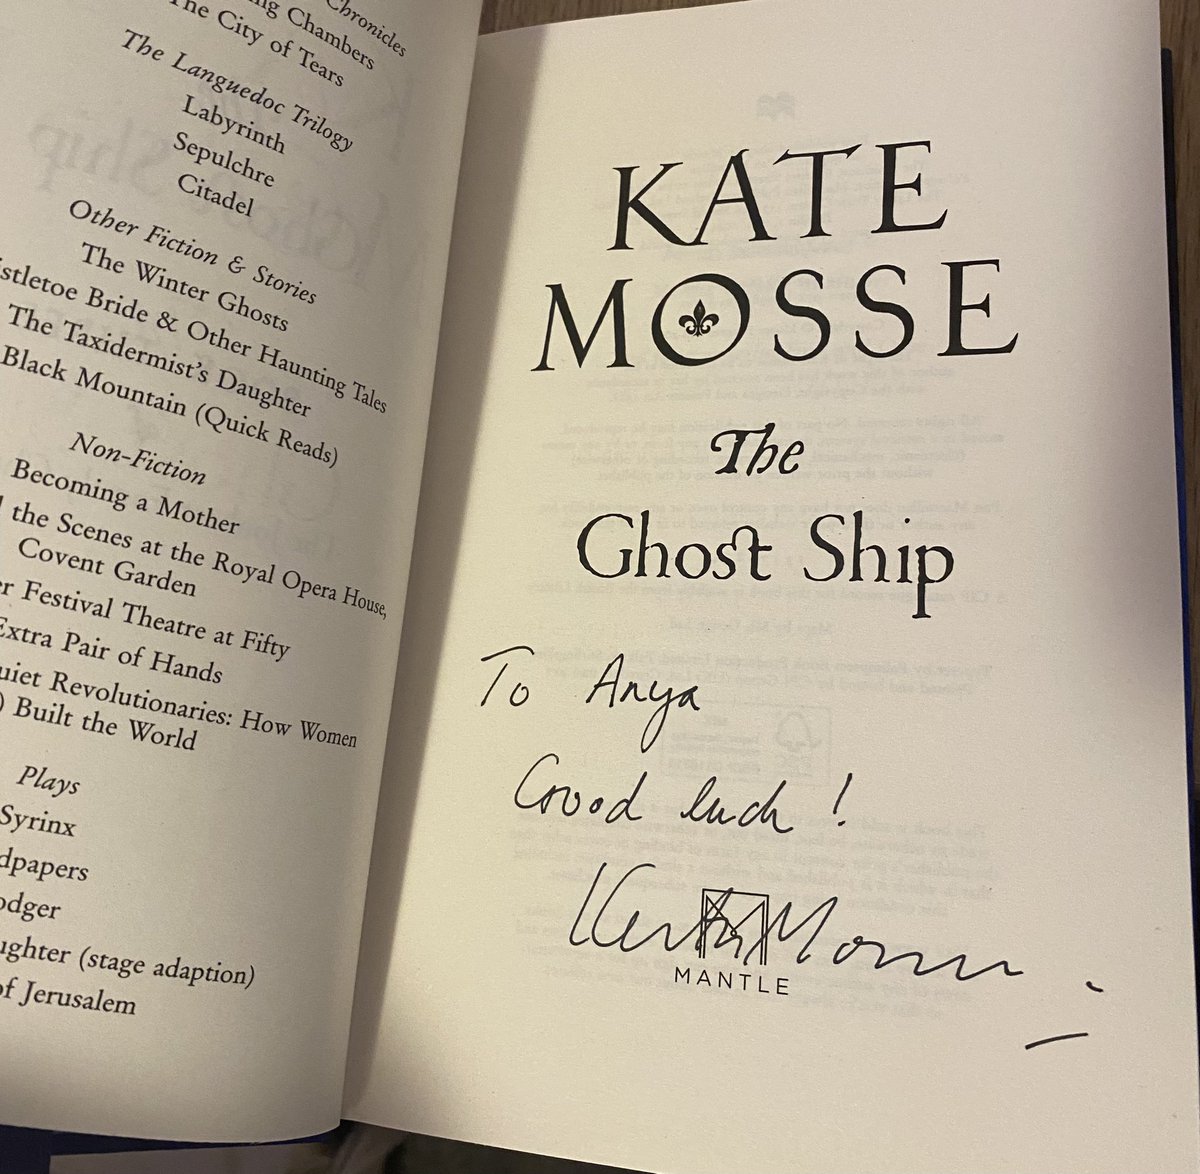 Chronicles
Chambers
The City of Tears
The Languedoc Trilogy
Labyrinth
Sepulchre
Citadel
Other Fiction & Stories
The Winter Ghosts
Bride & Other Haunting Tales
The Taxidermist's Daughter
Black Mountain (Quick Reads)
Non-Fiction
Becoming a Mother
the Scenes at the Royal Opera House,
Covent Garden
Festival Theatre at Fifty
Extra Pair of Hands
Revolutionaries: How Women
) Built the World
Plays
Syrinx
(stage adaption)
of Jerusalem
KATE
MOSSE
The
Ghost Ship
To Anya
Good luck!
Kate Mosse
MANTLE